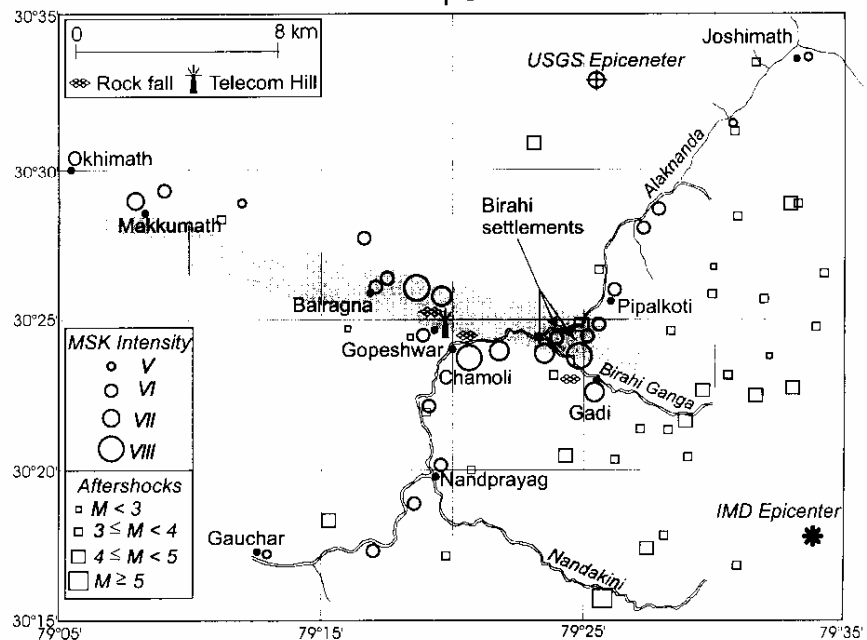 30°35'
0 8 km
Rock fall Telecom Hill
USGS Epiceneter
Joshimath
Okhimath
30°30'
Makkumath
Alaknanda
Birahi
settlements
Bairagna
Pipalkoti
30°25'
Gopeshwar
Chamoli
Birahi Ganga
Gadi
MSK Intensity
V
VI
VII
VIII
30°20'
Nandprayag
Aftershocks
M < 3
3 ≤ M < 4
4 ≤ M < 5
M ≥ 5
IMD Epicenter
Gauchar
Nandakini
30°15'
79°05' 79°15' 79°25' 79°35'